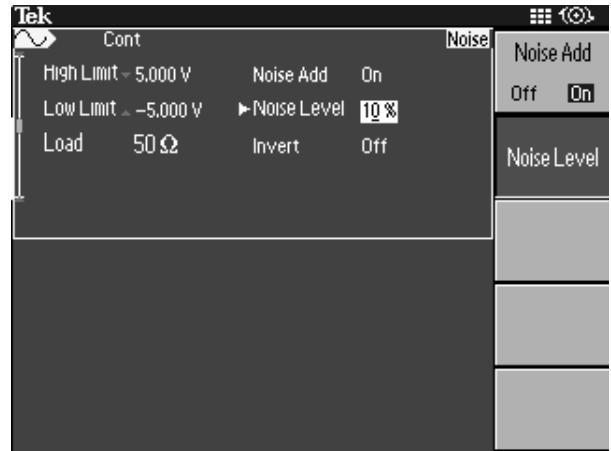 Tek
Cont
Noise
High Limit 5.000 V
Noise Add On
Low Limit –5.000 V
Noise Level 10 %
Load 50 Ω
Invert Off
Noise Add
Off On
Noise Level